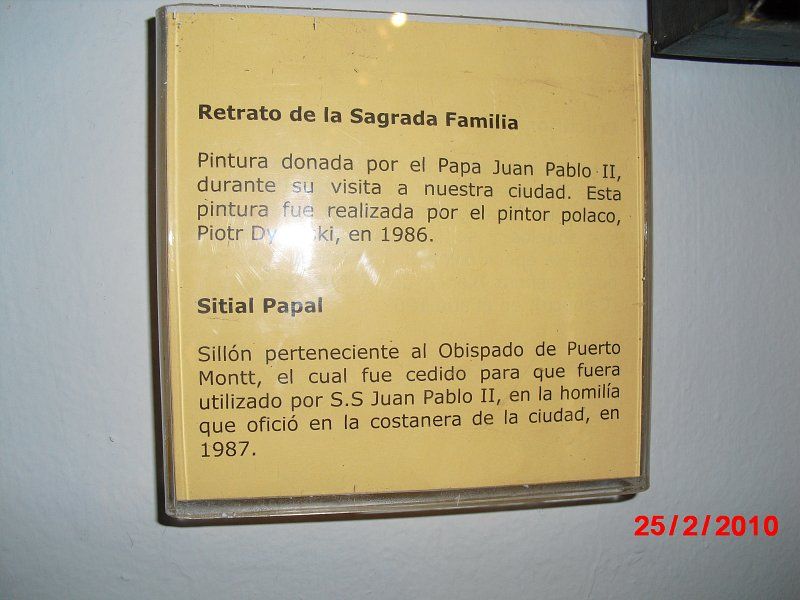 Retrato de la Sagrada Familia
Pintura donada por el Papa Juan Pablo II,
durante su visita a nuestra ciudad. Esta
pintura fue realizada por el pintor polaco,
Piotr en 1986.
Sitial Papal
Sillón perteneciente al Obispado de Puerto
Montt, el cual fue cedido para que fuera
utilizado por S.S Juan Pablo II, en la homilía
que ofició en la costanera de la ciudad, en
1987.
25/2/2010